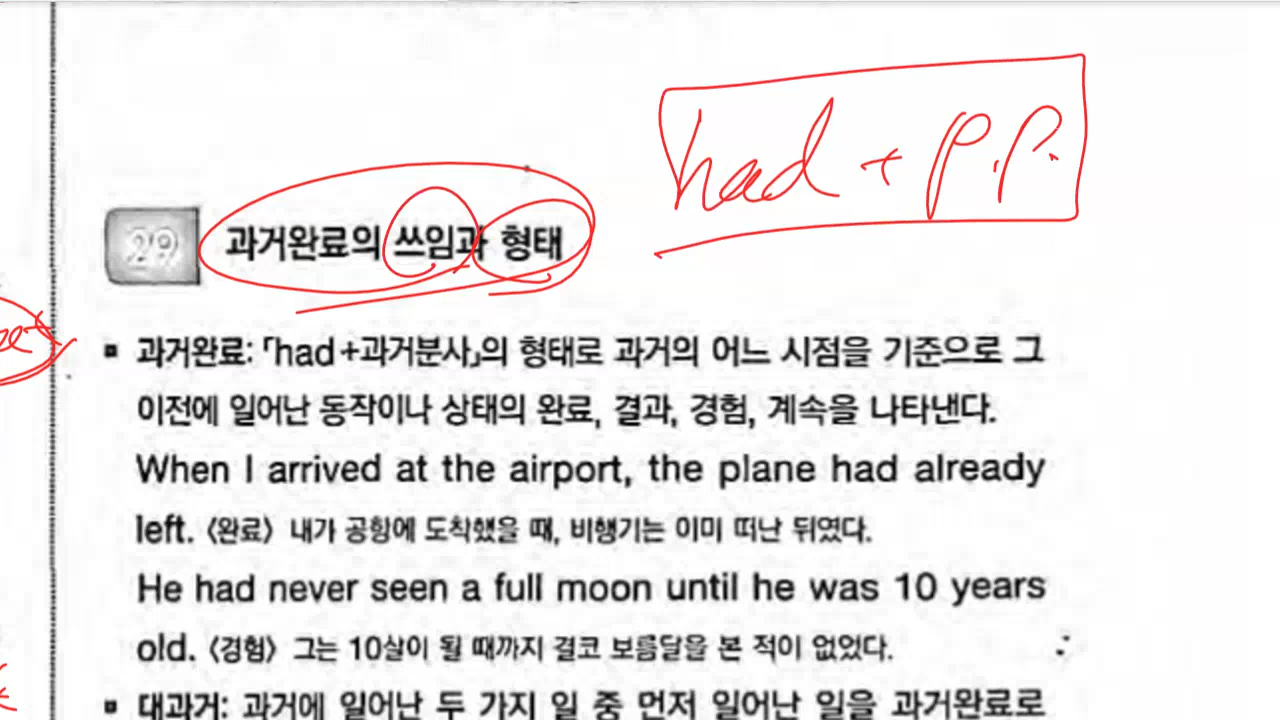 had + P.P.
29 과거완료의 쓰임과 형태
▪ 과거완료: 「had+과거분사」의 형태로 과거의 어느 시점을 기준으로 그
이전에 일어난 동작이나 상태의 완료, 결과, 경험, 계속을 나타낸다.
When I arrived at the airport, the plane had already
left. 〈완료〉 내가 공항에 도착했을 때, 비행기는 이미 떠난 뒤였다.
He had never seen a full moon until he was 10 years
old. 〈경험〉 그는 10살이 될 때까지 결코 보름달을 본 적이 없었다.
▪ 대과거: 과거에 일어난 두 가지 일 중 먼저 일어난 일을 과거완료로